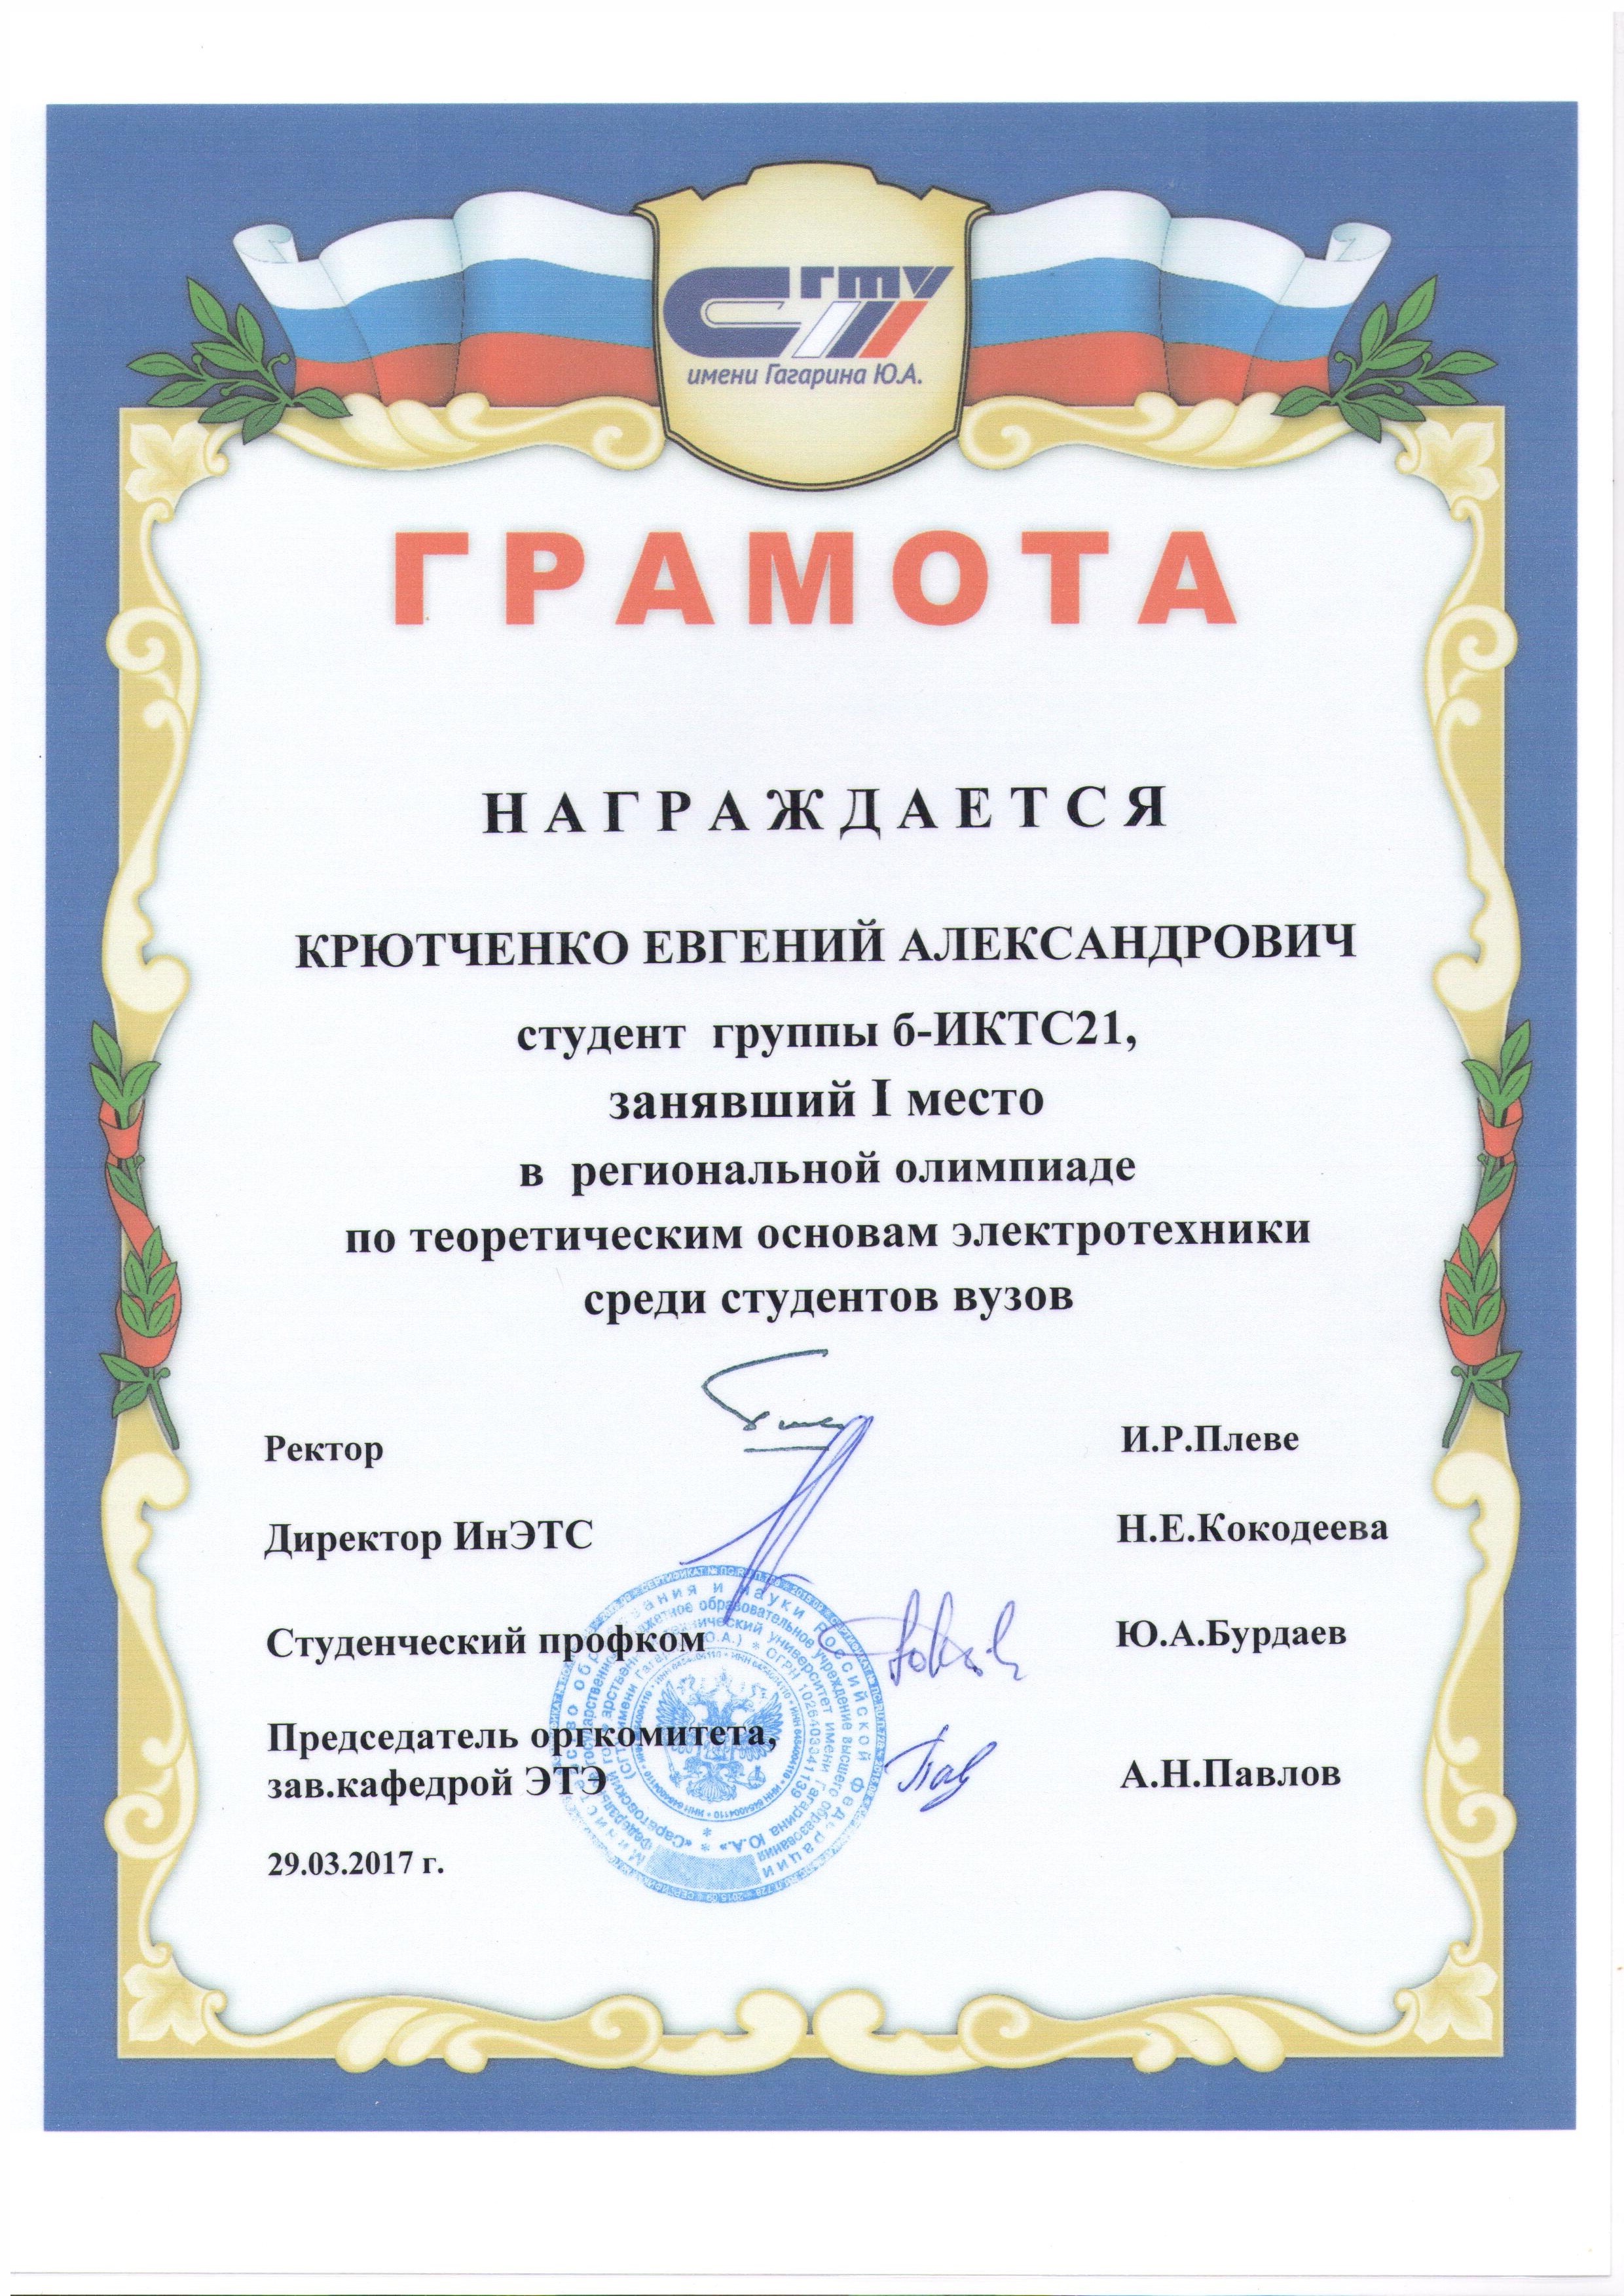 СГТУ
имени Гагарина Ю.А.
ГРАМОТА
НАГРАЖДАЕТСЯ
КРЮТЧЕНКО ЕВГЕНИЙ АЛЕКСАНДРОВИЧ
студент группы б-ИКТС21,
занявший I место
в региональной олимпиаде
по теоретическим основам электротехники
среди студентов вузов
Ректор И.Р.Плеве
Директор ИнЭТС Н.Е.Кокодеева
Студенческий профком Ю.А.Бурдаев
Председатель оргкомитета,
зав.кафедрой ЭТЭ А.Н.Павлов
29.03.2017 г.